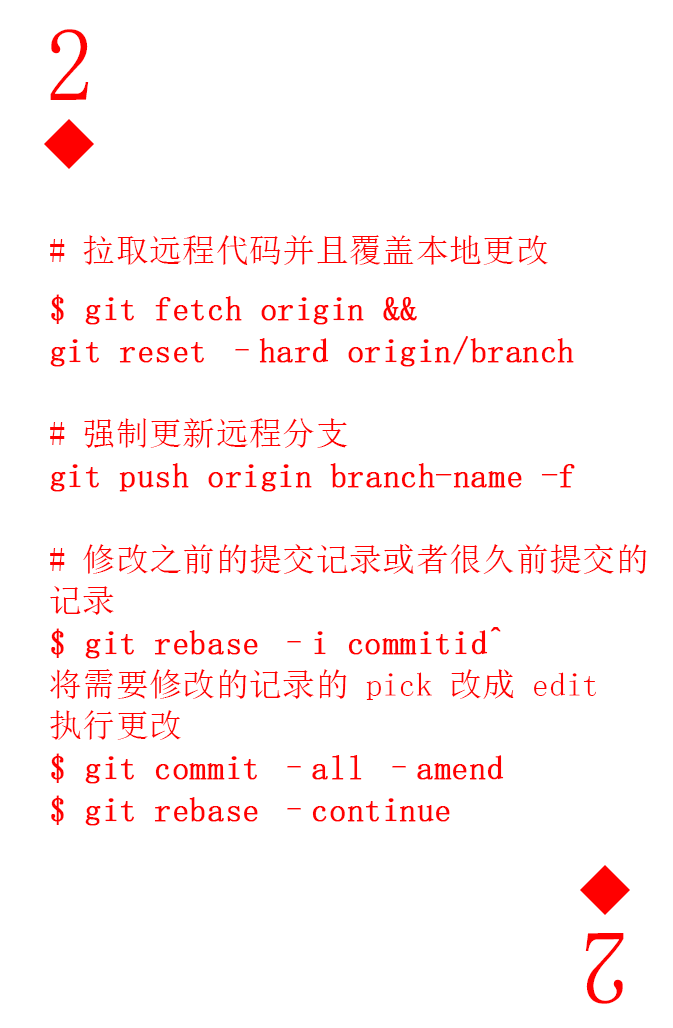 2
# 拉取远程代码并且覆盖本地更改
$ git fetch origin &&
git reset –hard origin/branch
# 强制更新远程分支
git push origin branch-name -f
# 修改之前的提交记录或者很久前提交的
记录
$ git rebase –i commitid^
将需要修改的记录的 pick 改成 edit
执行更改
$ git commit –all –amend
$ git rebase –continue
2